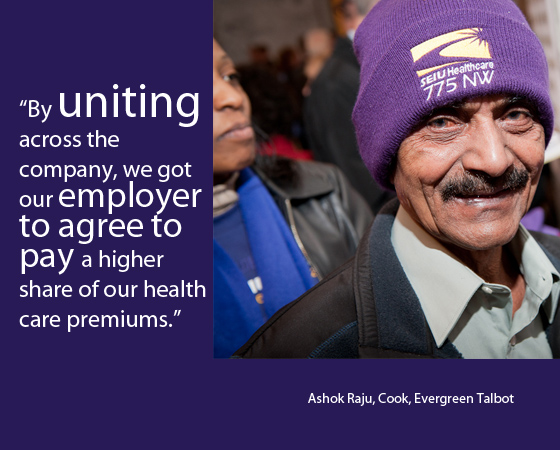 “By uniting
across the
company, we got
our employer
to agree to
pay a higher
share of our health
care premiums.”
SEIU Healthcare
775 NW
Ashok Raju, Cook, Evergreen Talbot